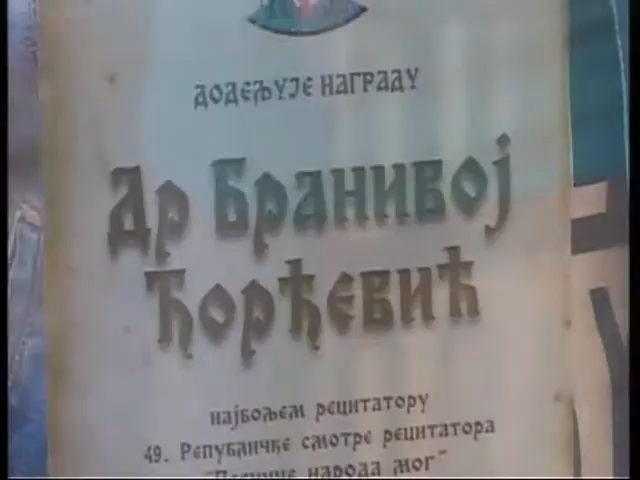 додељује награду
Др Бранивој
Ђорђевић
најбољем рецитатору
49. Републичке смотре рецитатора
"Песниче народа мог"